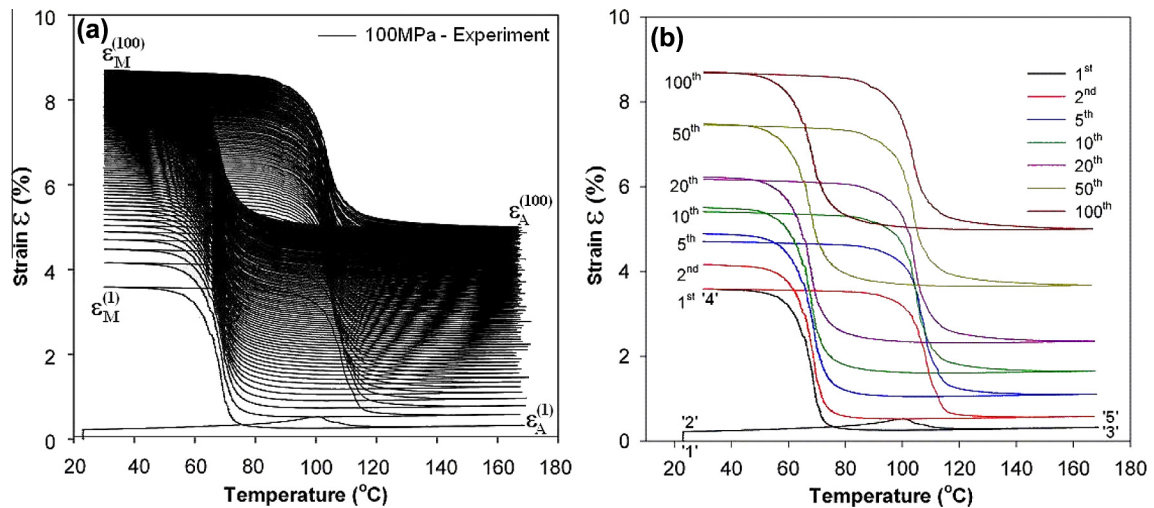 (a)
100MPa - Experiment
ε_M^(100)
ε_M^(1)
ε_A^(100)
ε_A^(1)
Strain ε (%)
10
8
6
4
2
0
20 40 60 80 100 120 140 160 180
Temperature (°C)
(b)
1st
2nd
5th
10th
20th
50th
100th
100th
50th
20th
10th
5th
2nd
1st '4'
'2'
'1'
'5'
'3'
Strain ε (%)
10
8
6
4
2
0
20 40 60 80 100 120 140 160 180
Temperature (°C)